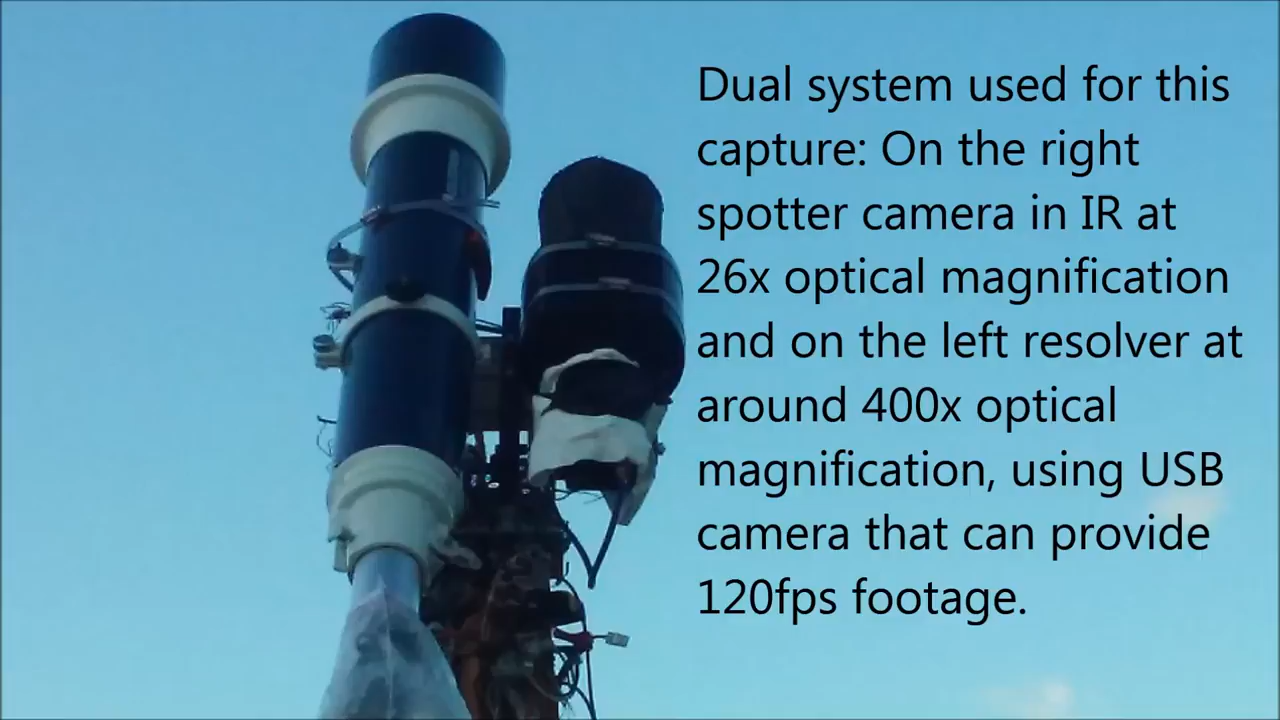 Dual system used for this
capture: On the right
spotter camera in IR at
26x optical magnification
and on the left resolver at
around 400x optical
magnification, using USB
camera that can provide
120fps footage.